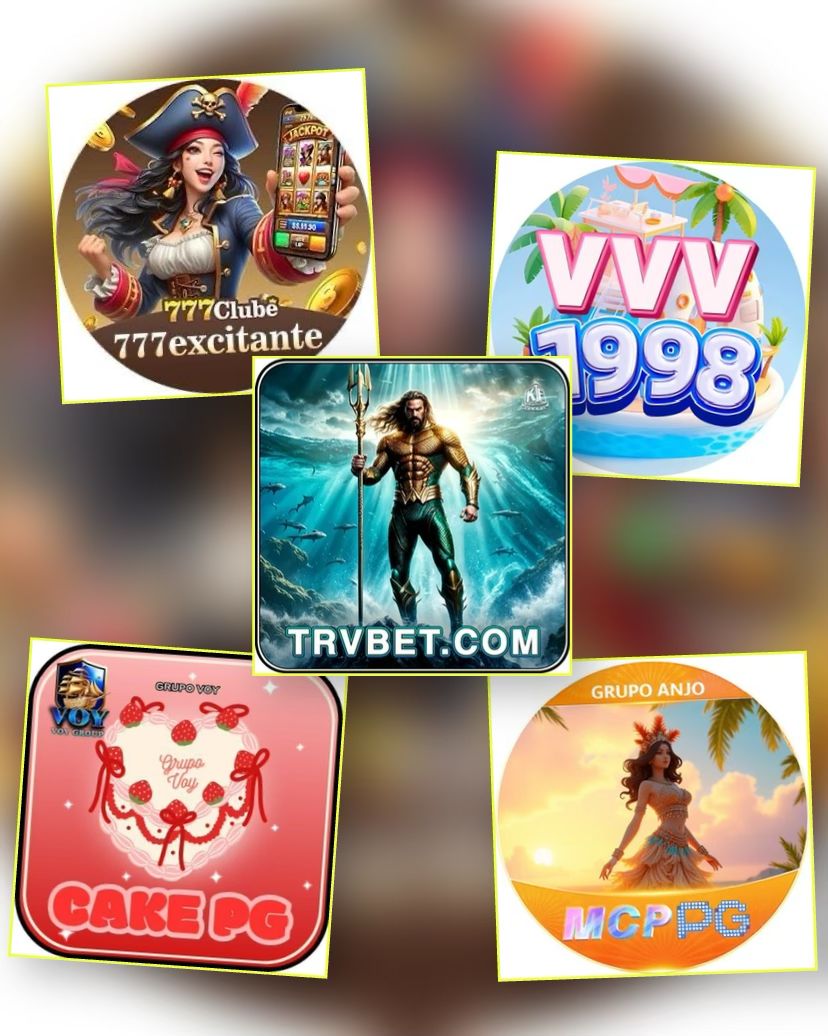 JACKPOT
777Clube
777excitante
VVV
1998
TRVBET.COM
GRUPO VOY
VOY
VOY GROUP
Grupo
Voy
CAKE PG
GRUPO ANJO
MCPPG